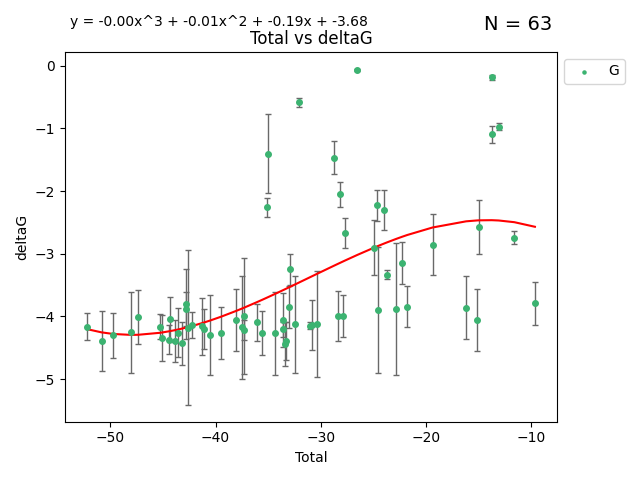 y = -0.00x^3 + -0.01x^2 + -0.19x + -3.68
N = 63
Total vs deltaG
G
0
−1
−2
−3
−4
−5
deltaG
−50 −40 −30 −20 −10
Total